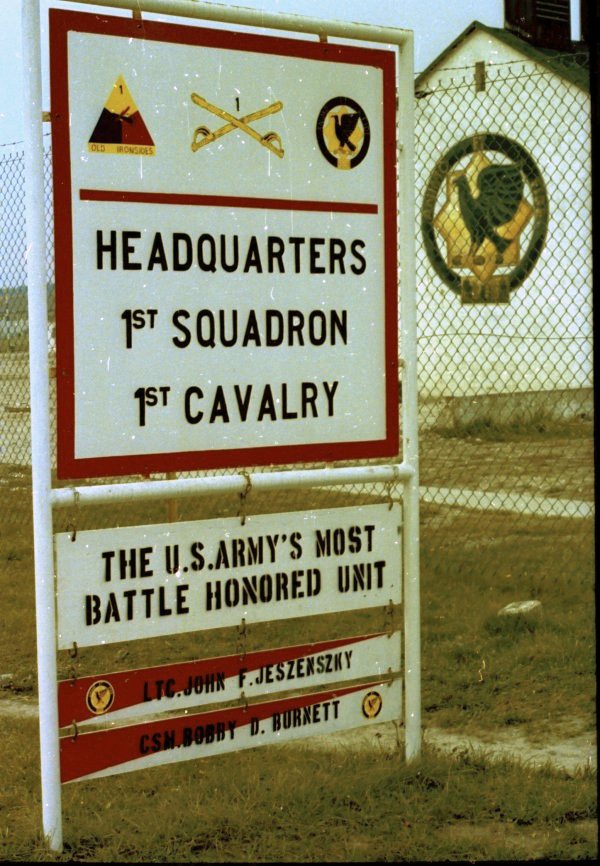 1
OLD IRONSIDES
1
HEADQUARTERS
1ST SQUADRON
1ST CAVALRY
THE U.S.ARMY'S MOST
BATTLE HONORED UNIT
LTC.JOHN F.JESZENSZKY
CSM.BOBBY D. BURNETT